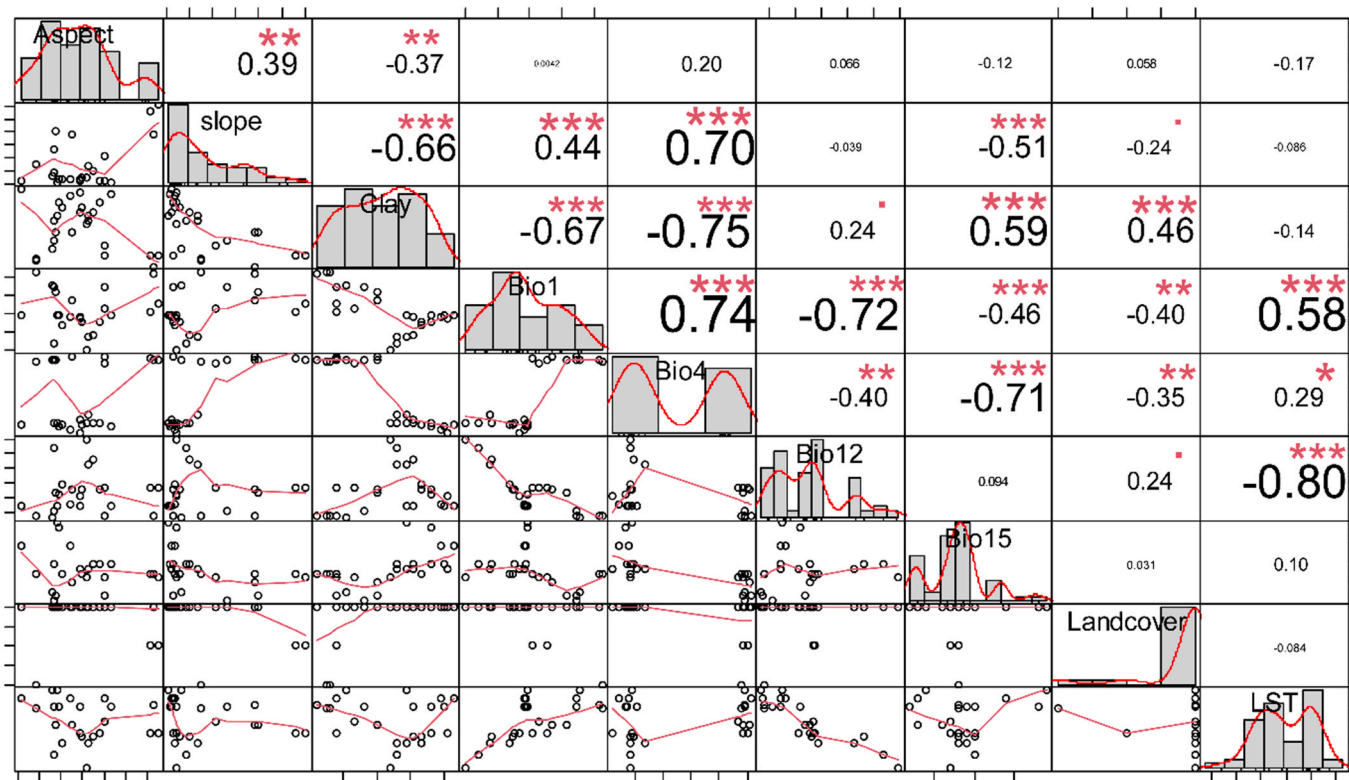 Aspect ** 0.39 ** -0.37 0.0042 0.20 0.066 -0.12 0.058 -0.17
slope *** -0.66 *** 0.44 *** 0.70 -0.039 *** -0.51 . -0.24 -0.086
Clay *** -0.67 *** -0.75 . 0.24 *** 0.59 *** 0.46 -0.14
Bio1 *** 0.74 *** -0.72 *** -0.46 ** -0.40 *** 0.58
Bio4 ** -0.40 *** -0.71 ** -0.35 * 0.29
Bio12 0.094 . 0.24 *** -0.80
Bio15 0.031 0.10
Landcover -0.084
LST